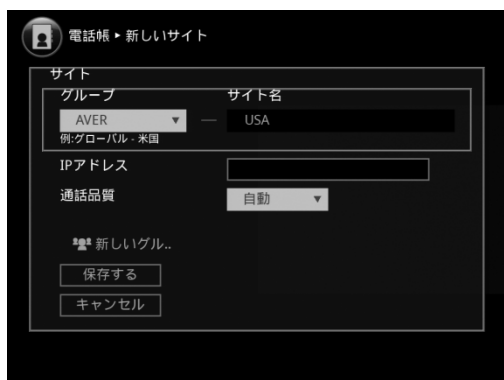 電話帳 ▸ 新しいサイト
サイト
グループ サイト名
AVER ▼ — USA
例:グローバル - 米国
IPアドレス
通話品質 自動 ▼
新しいグル..
保存する
キャンセル